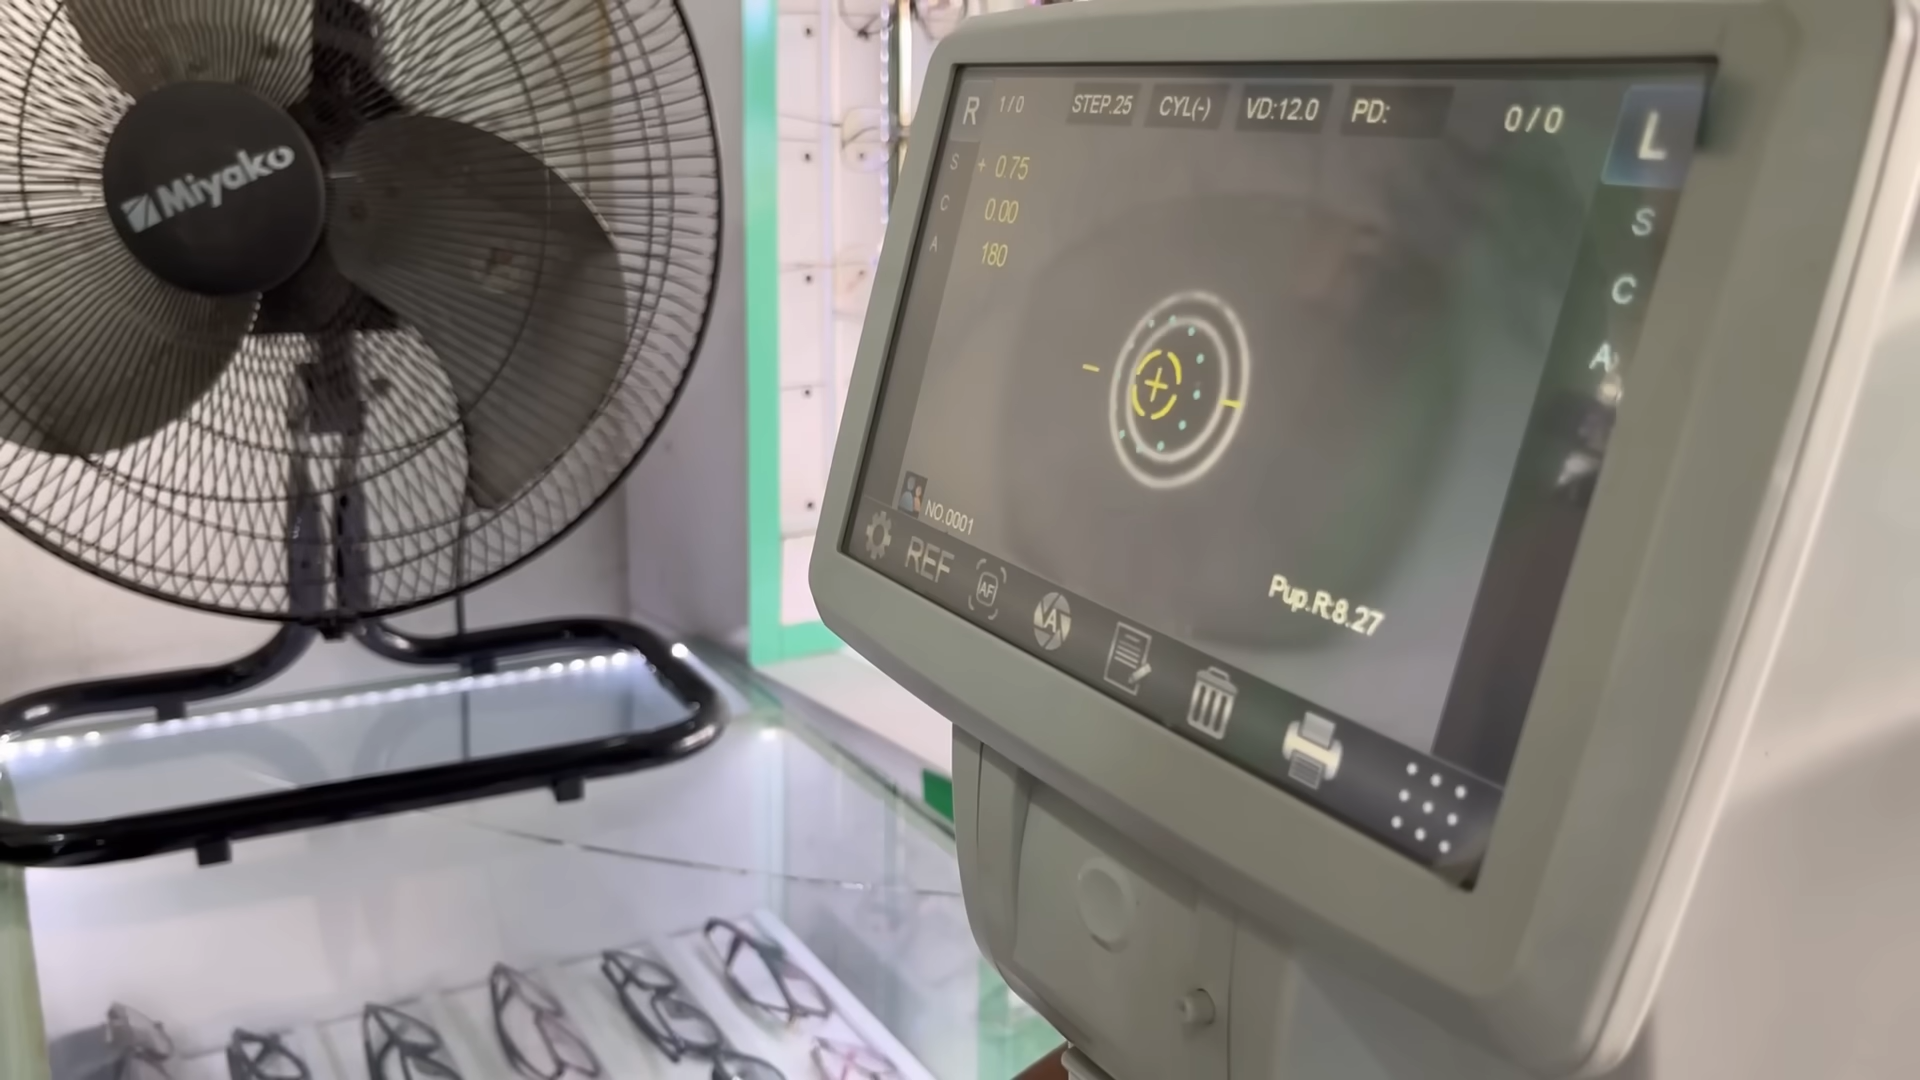 Miyako
R 1/0 STEP.25 CYL(-) VD:12.0 PD: 0/0 L
S + 0.75 S
C 0.00 C
A 180 A
NO.0001
Pup.R:8.27
REF AF A